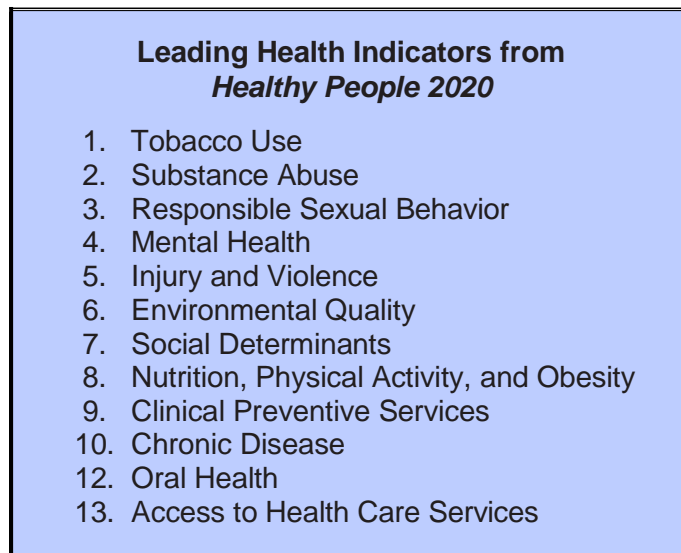 Leading Health Indicators from
Healthy People 2020
1. Tobacco Use
2. Substance Abuse
3. Responsible Sexual Behavior
4. Mental Health
5. Injury and Violence
6. Environmental Quality
7. Social Determinants
8. Nutrition, Physical Activity, and Obesity
9. Clinical Preventive Services
10. Chronic Disease
12. Oral Health
13. Access to Health Care Services